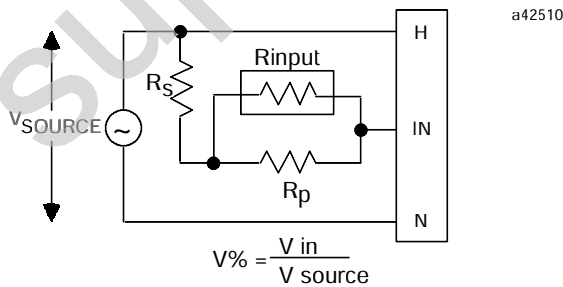 a42510
H
Rinput
RS
VSOURCE
~
IN
Rp
N
V% = V in
V source